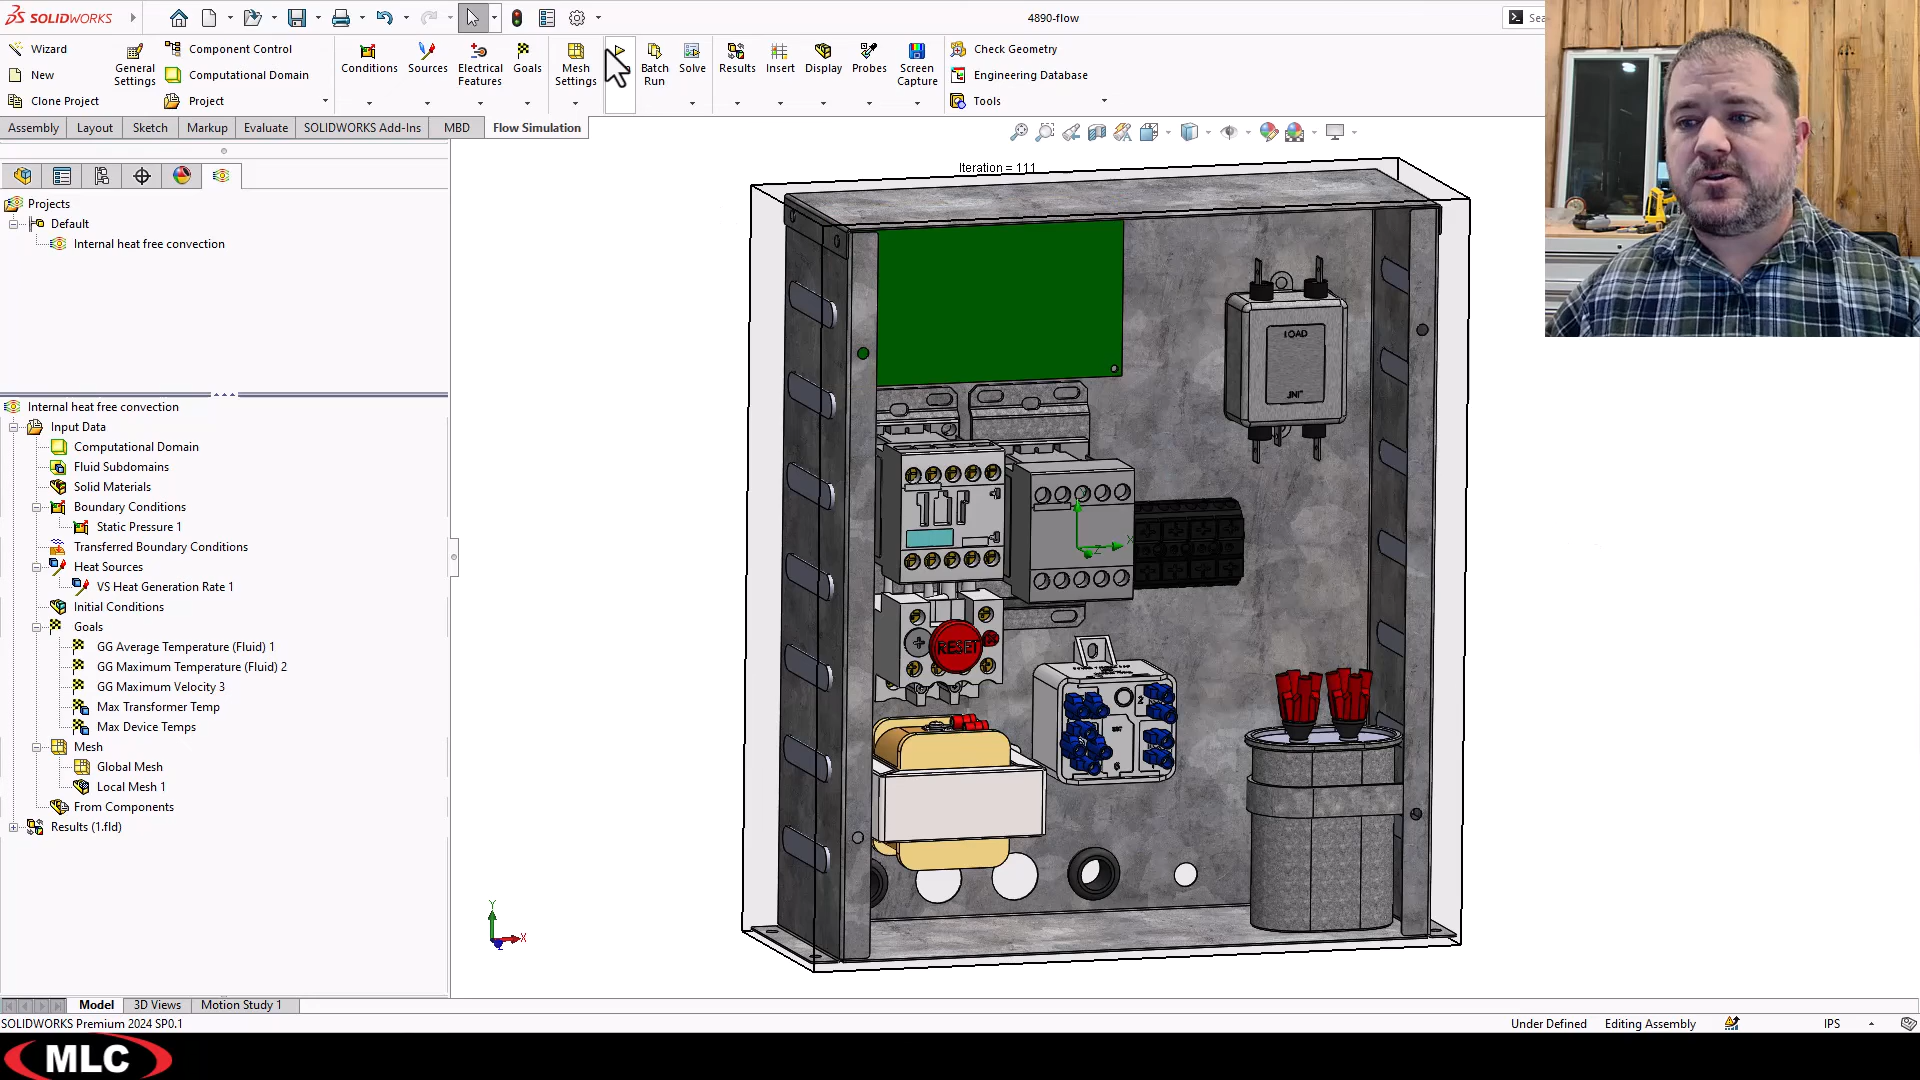 SOLIDWORKS
4890-flow
Sea
Wizard
New
Clone Project
General Settings
Component Control
Computational Domain
Project
Conditions
Sources
Electrical Features
Goals
Mesh Settings
Batch Run
Solve
Results
Insert
Display
Probes
Screen Capture
Check Geometry
Engineering Database
Tools
Assembly
Layout
Sketch
Markup
Evaluate
SOLIDWORKS Add-Ins
MBD
Flow Simulation
Iteration = 111
Projects
Default
Internal heat free convection
Internal heat free convection
Input Data
Computational Domain
Fluid Subdomains
Solid Materials
Boundary Conditions
Static Pressure 1
Transferred Boundary Conditions
Heat Sources
VS Heat Generation Rate 1
Initial Conditions
Goals
GG Average Temperature (Fluid) 1
GG Maximum Temperature (Fluid) 2
GG Maximum Velocity 3
Max Transformer Temp
Max Device Temps
Mesh
Global Mesh
Local Mesh 1
From Components
Results (1.fld)
LOAD
RESET
2
6
Y
X
Z
X
Model
3D Views
Motion Study 1
SOLIDWORKS Premium 2024 SP0.1
Under Defined
Editing Assembly
IPS
MLC